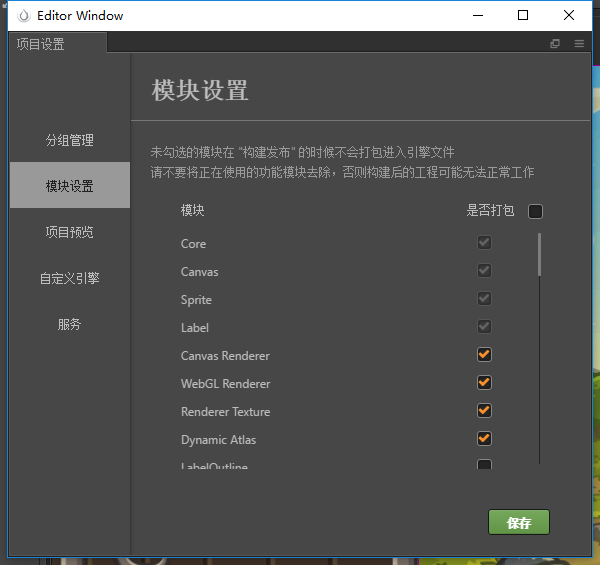 Editor Window
项目设置
模块设置
未勾选的模块在 "构建发布" 的时候不会打包进入引擎文件
请不要将正在使用的功能模块去除，否则构建后的工程可能无法正常工作
分组管理
模块设置
项目预览
自定义引擎
服务
模块 是否打包
Core
Canvas
Sprite
Label
Canvas Renderer
WebGL Renderer
Renderer Texture
Dynamic Atlas
LabelOutline
保存